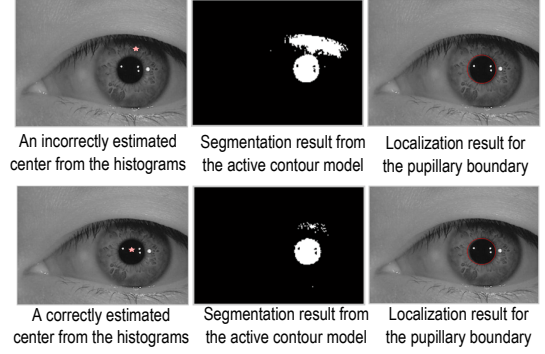 An incorrectly estimated
center from the histograms
Segmentation result from
the active contour model
Localization result for
the pupillary boundary
A correctly estimated
center from the histograms
Segmentation result from
the active contour model
Localization result for
the pupillary boundary